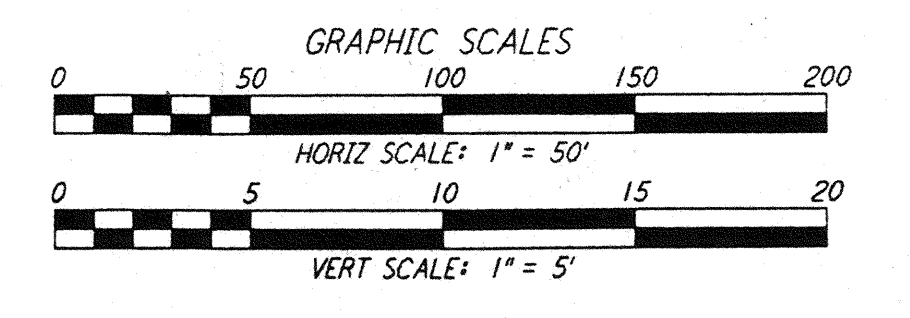 GRAPHIC SCALES
0 50 100 150 200
HORIZ SCALE: 1" = 50'
0 5 10 15 20
VERT SCALE: 1" = 5'